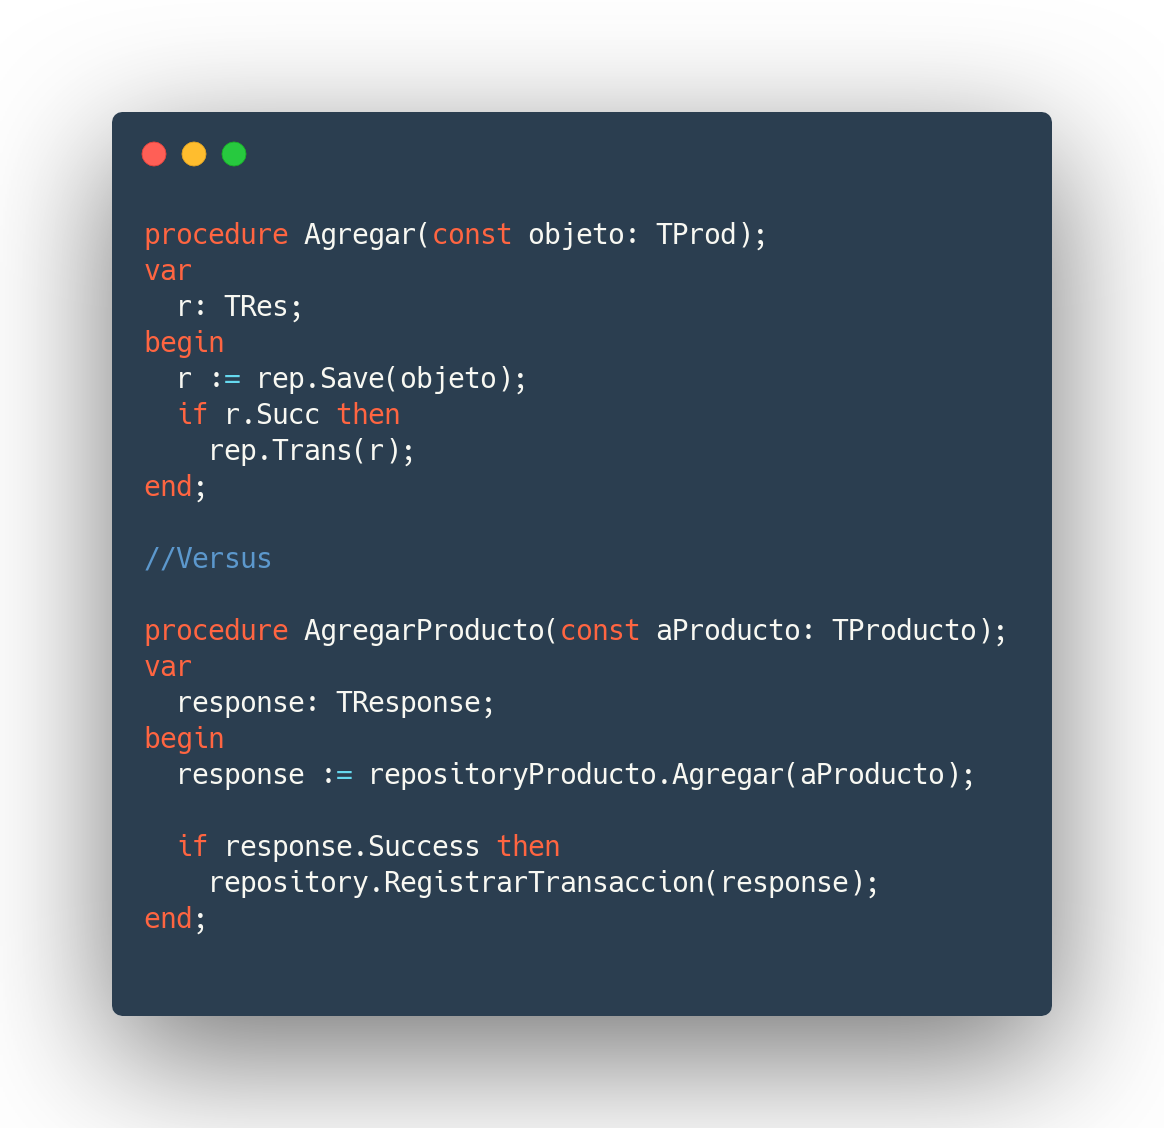 procedure Agregar(const objeto: TProd);
var
  r: TRes;
begin
  r := rep.Save(objeto);
  if r.Succ then
    rep.Trans(r);
end;

//Versus

procedure AgregarProducto(const aProducto: TProducto);
var
  response: TResponse;
begin
  response := repositoryProducto.Agregar(aProducto);

  if response.Success then
    repository.RegistrarTransaccion(response);
end;